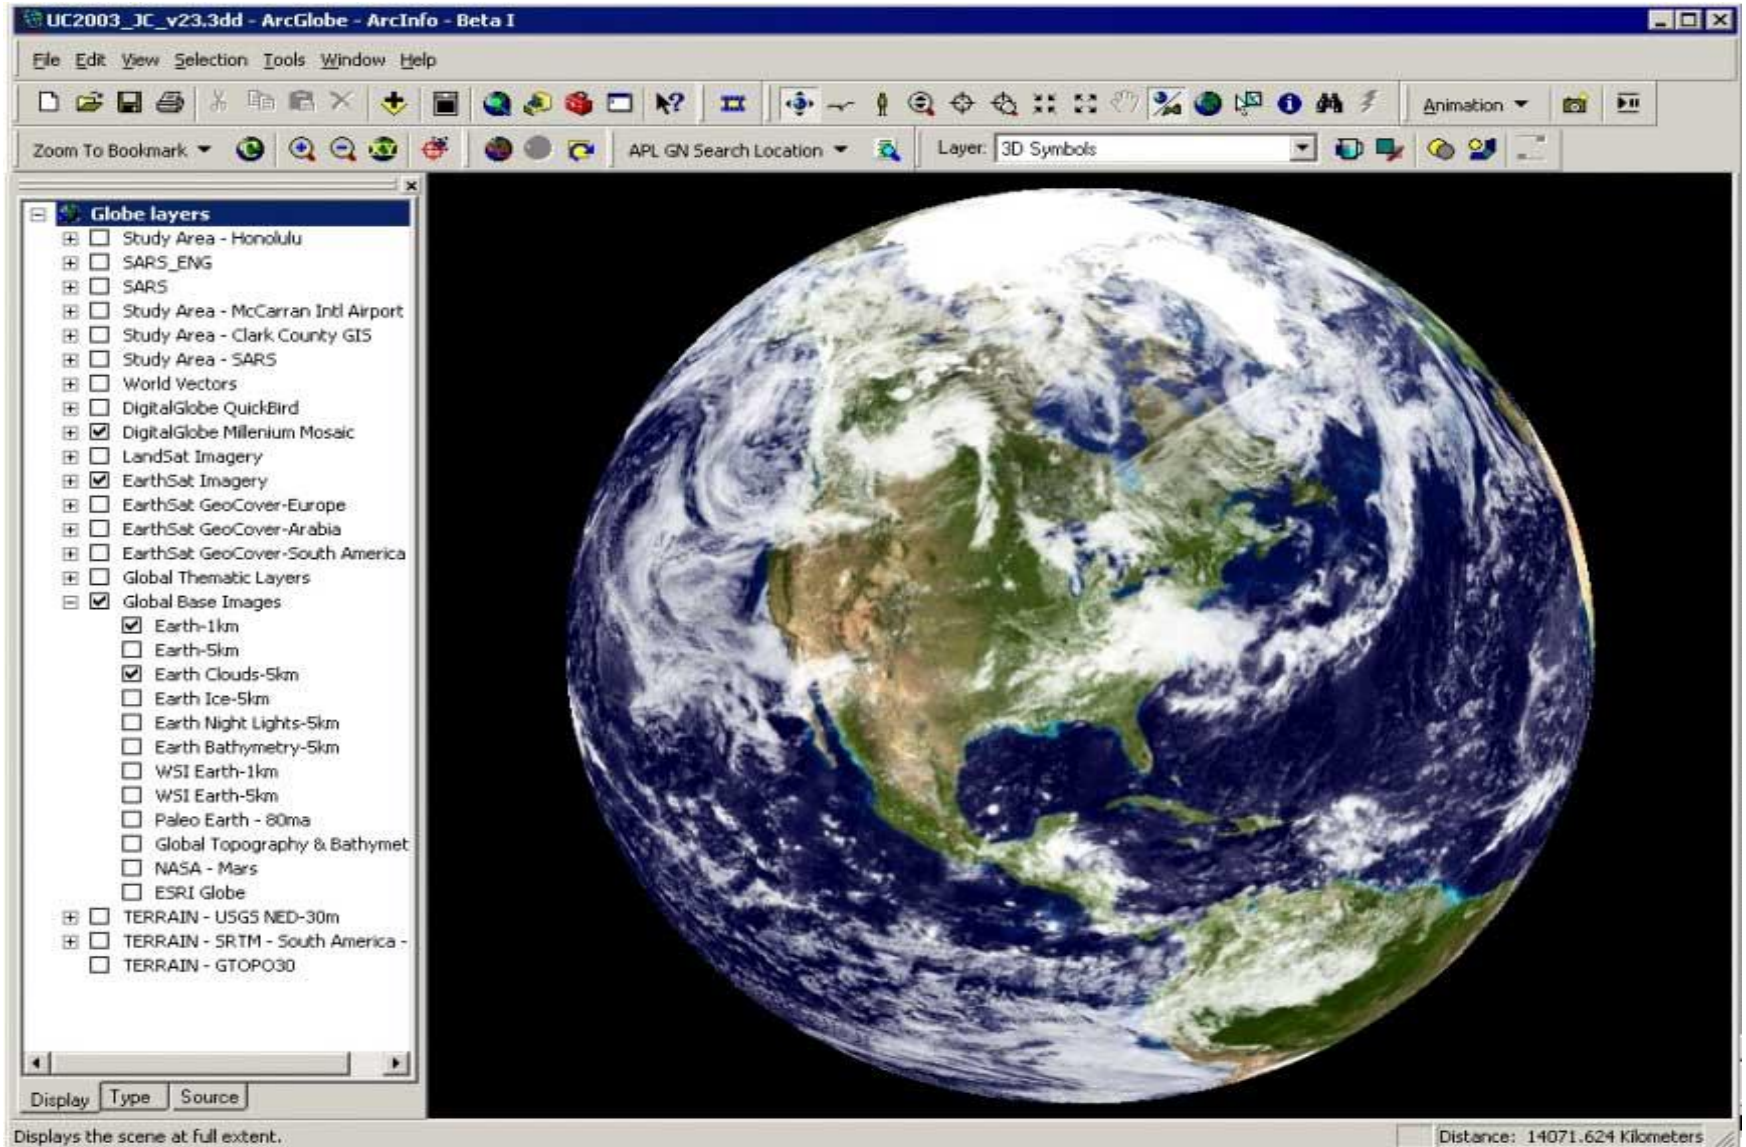 UC2003_JC_v23.3dd - ArcGlobe - ArcInfo - Beta I
File Edit View Selection Tools Window Help
Animation
Zoom To Bookmark APL GN Search Location Layer: 3D Symbols
Globe layers
Study Area - Honolulu
SARS_ENG
SARS
Study Area - McCarran Intl Airport
Study Area - Clark County GIS
Study Area - SARS
World Vectors
DigitalGlobe QuickBird
DigitalGlobe Millenium Mosaic
LandSat Imagery
EarthSat Imagery
EarthSat GeoCover-Europe
EarthSat GeoCover-Arabia
EarthSat GeoCover-South America
Global Thematic Layers
Global Base Images
Earth-1km
Earth-5km
Earth Clouds-5km
Earth Ice-5km
Earth Night Lights-5km
Earth Bathymetry-5km
WSI Earth-1km
WSI Earth-5km
Paleo Earth - 80ma
Global Topography & Bathymet
NASA - Mars
ESRI Globe
TERRAIN - USGS NED-30m
TERRAIN - SRTM - South America -
TERRAIN - GTOPO30
Display Type Source
Displays the scene at full extent. Distance: 14071.624 Kilometers